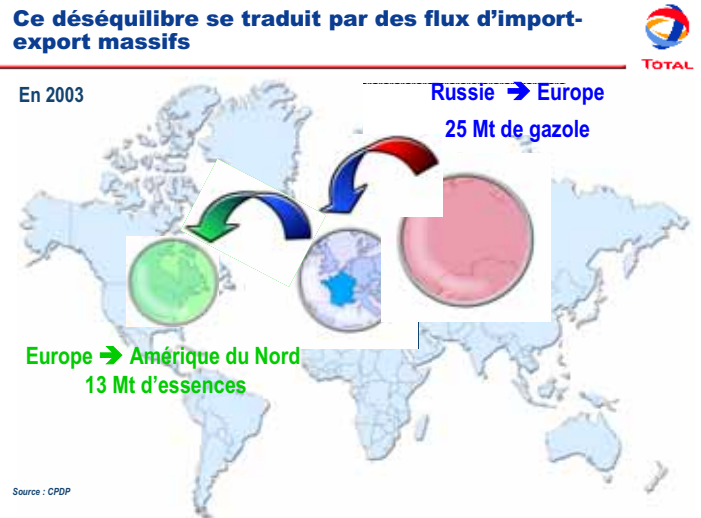 Ce déséquilibre se traduit par des flux d’import-
export massifs
TOTAL
En 2003
Russie ➔ Europe
25 Mt de gazole
Europe ➔ Amérique du Nord
13 Mt d’essences
Source : CPDP